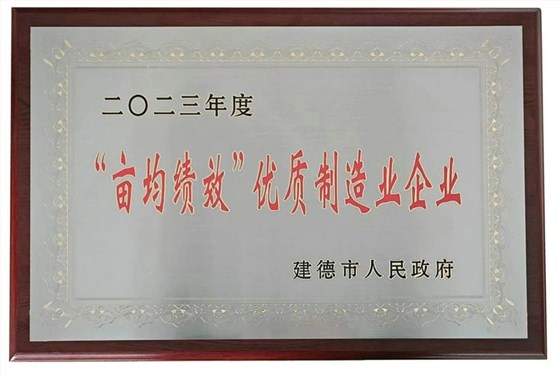 二〇二三年度
“亩均绩效”优质制造业企业
建德市人民政府